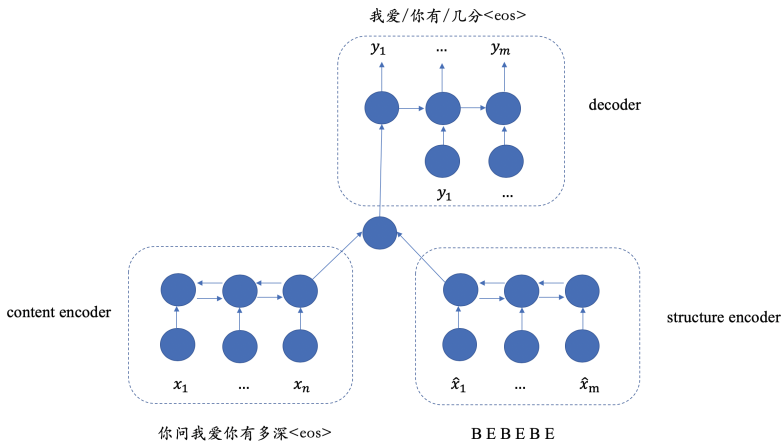 我爱/你有/几分<eos>
y₁ ... yₘ
decoder
y₁ ...
content encoder
structure encoder
x₁ ... xₙ
x̂₁ ... x̂ₘ
你问我爱你有多深<eos>
B E B E B E